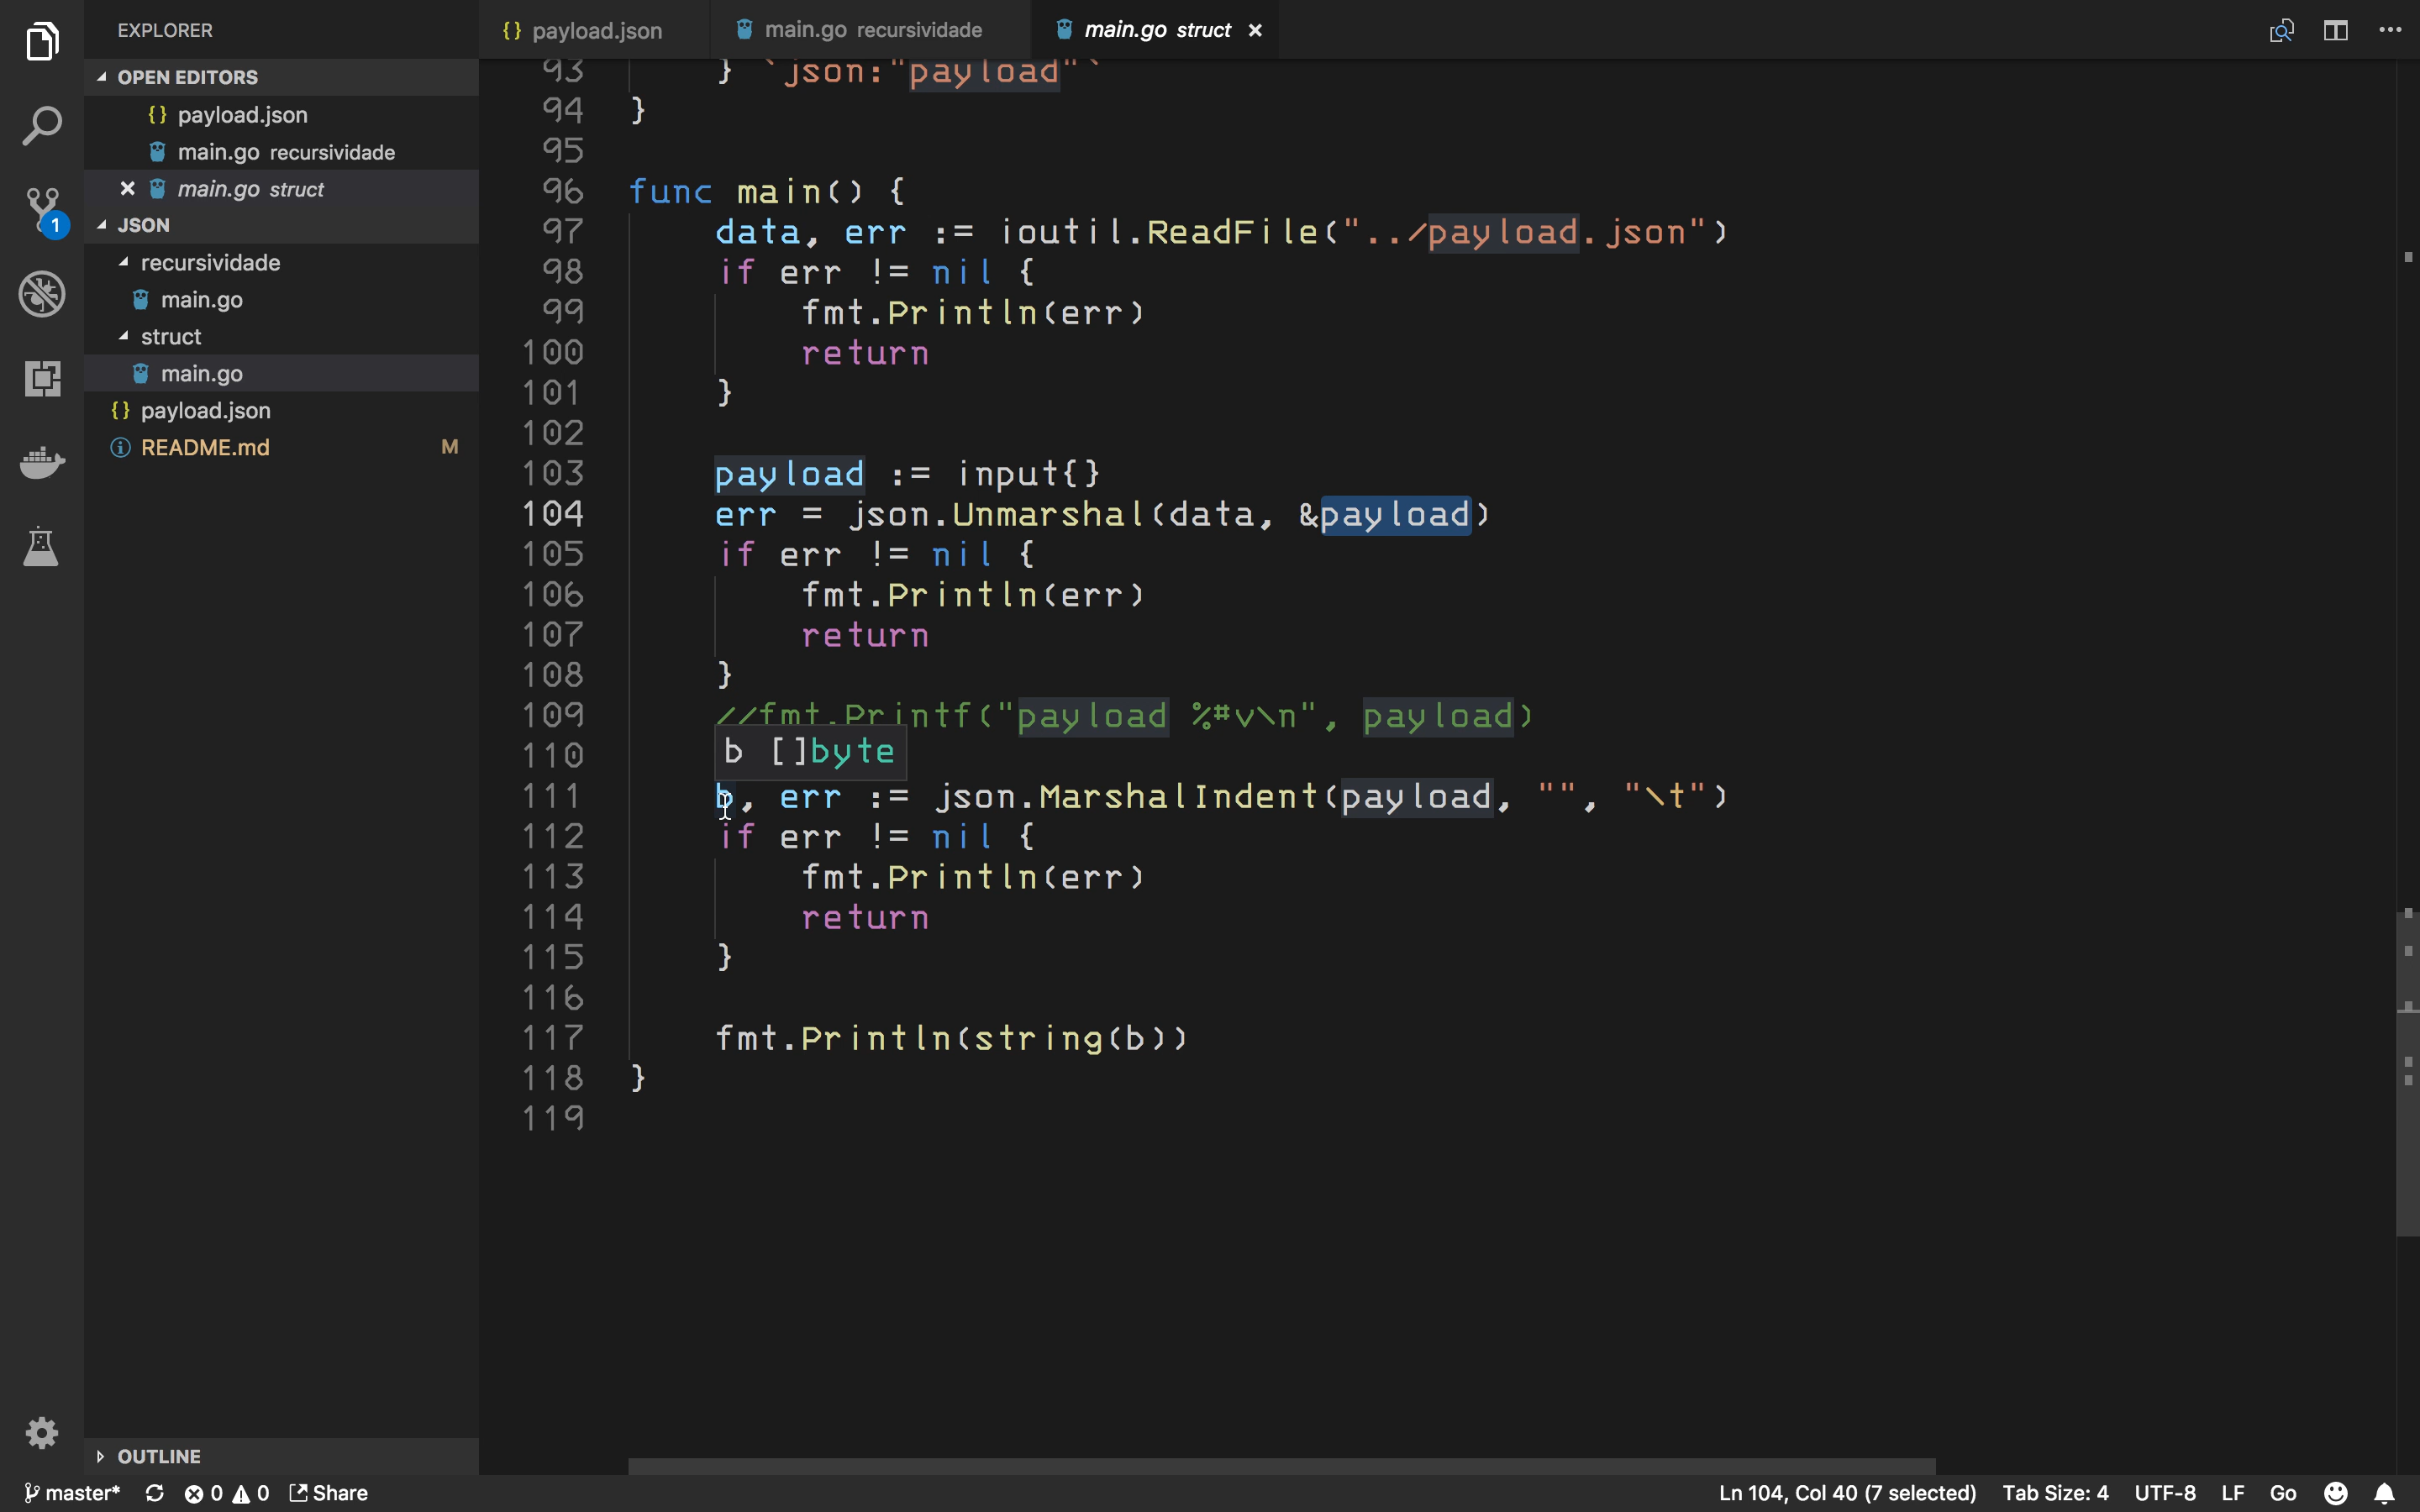 EXPLORER
OPEN EDITORS
{} payload.json
main.go recursividade
× main.go struct
JSON
recursividade
main.go
struct
main.go
{} payload.json
README.md M
OUTLINE
1
{} payload.json
main.go recursividade
main.go struct ×
93 } `json:"payload"`
94 }
95
96 func main() {
97 data, err := ioutil.ReadFile("../payload.json")
98 if err != nil {
99 fmt.Println(err)
100 return
101 }
102
103 payload := input{}
104 err = json.Unmarshal(data, &payload)
105 if err != nil {
106 fmt.Println(err)
107 return
108 }
109 //fmt.Printf("payload %#v\n", payload)
110 b []byte
111 b, err := json.MarshalIndent(payload, "", "\t")
112 if err != nil {
113 fmt.Println(err)
114 return
115 }
116
117 fmt.Println(string(b))
118 }
119
master* 0 0 Share Ln 104, Col 40 (7 selected) Tab Size: 4 UTF-8 LF Go